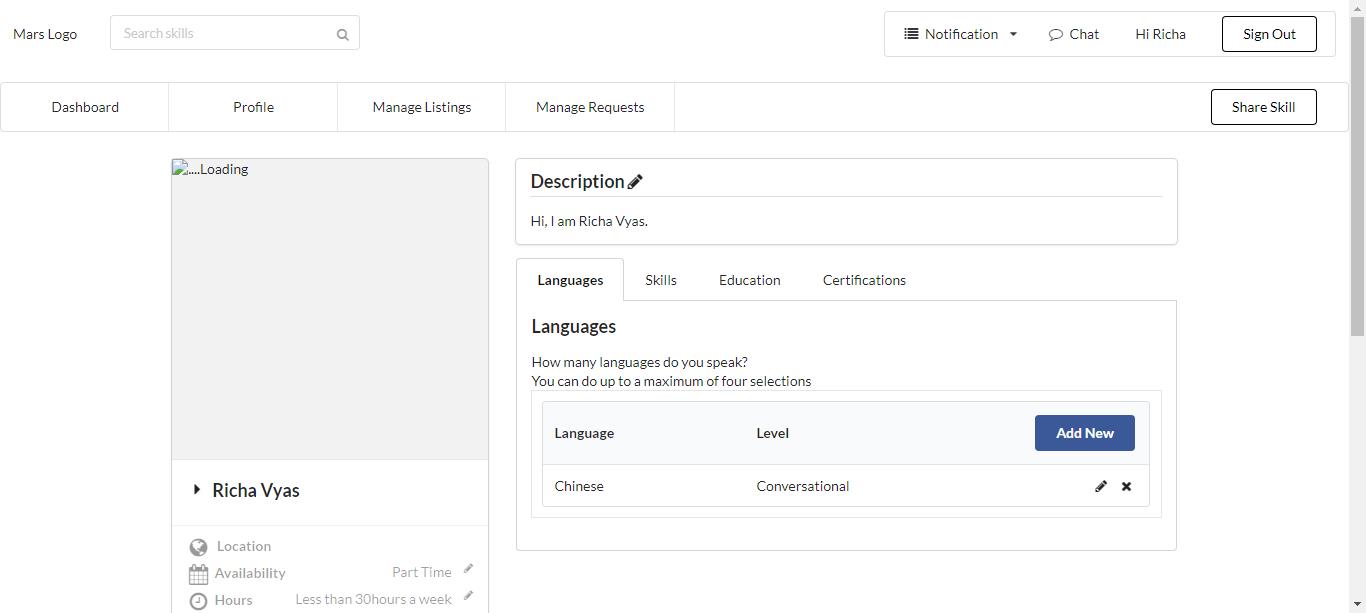 Mars Logo
Search skills
Notification
Chat
Hi Richa
Sign Out
Dashboard
Profile
Manage Listings
Manage Requests
Share Skill
....Loading
Richa Vyas
Location
Availability Part Time
Hours Less than 30hours a week
Description
Hi, I am Richa Vyas.
Languages
Skills
Education
Certifications
Languages
How many languages do you speak?
You can do up to a maximum of four selections
Language Level Add New
Chinese Conversational